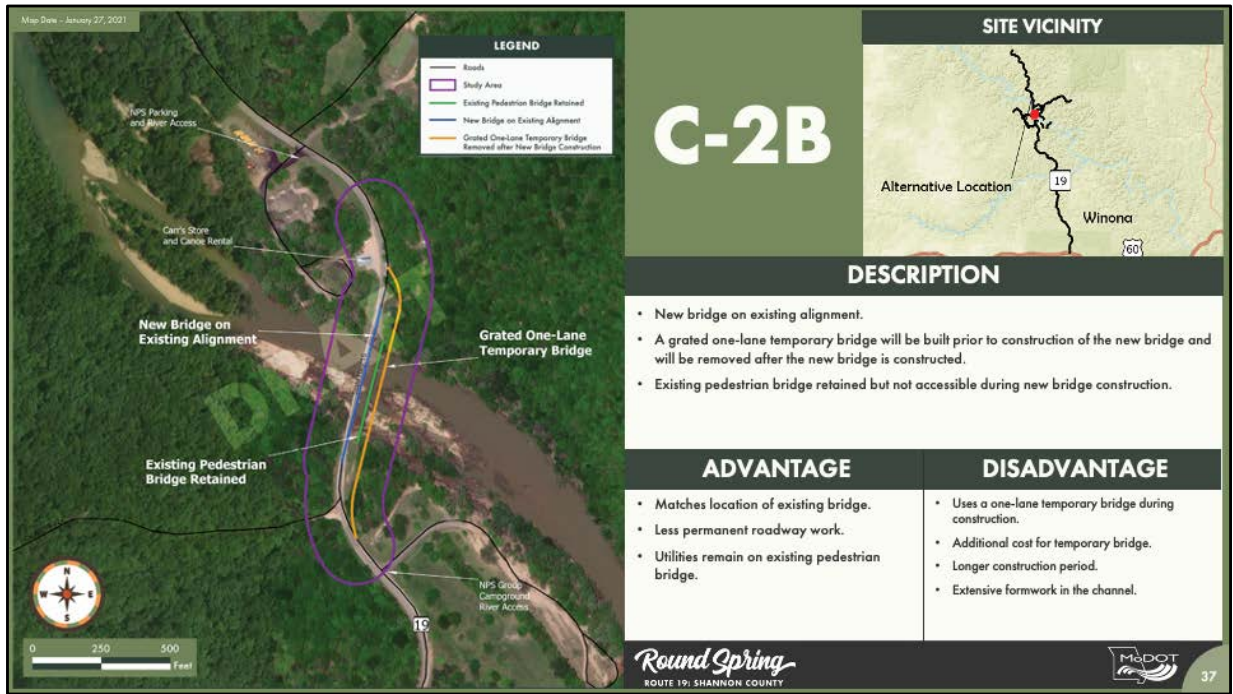 Map Date - January 27, 2021
LEGEND
Roads
Study Area
Existing Pedestrian Bridge Retained
New Bridge on Existing Alignment
Grated One-Lane Temporary Bridge
Removed after New Bridge Construction
NPS Parking
and River Access
Carr's Store
and Canoe Rental
New Bridge on
Existing Alignment
Grated One-Lane
Temporary Bridge
Existing Pedestrian
Bridge Retained
NPS Group
Campground
River Access
19
N
W E
S
0 250 500
Feet
C-2B
SITE VICINITY
Alternative Location
19
Winona
60
DESCRIPTION
• New bridge on existing alignment.
• A grated one-lane temporary bridge will be built prior to construction of the new bridge and
will be removed after the new bridge is constructed.
• Existing pedestrian bridge retained but not accessible during new bridge construction.
ADVANTAGE
• Matches location of existing bridge.
• Less permanent roadway work.
• Utilities remain on existing pedestrian
bridge.
DISADVANTAGE
• Uses a one-lane temporary bridge during
construction.
• Additional cost for temporary bridge.
• Longer construction period.
• Extensive formwork in the channel.
Round Spring
ROUTE 19: SHANNON COUNTY
MoDOT
37